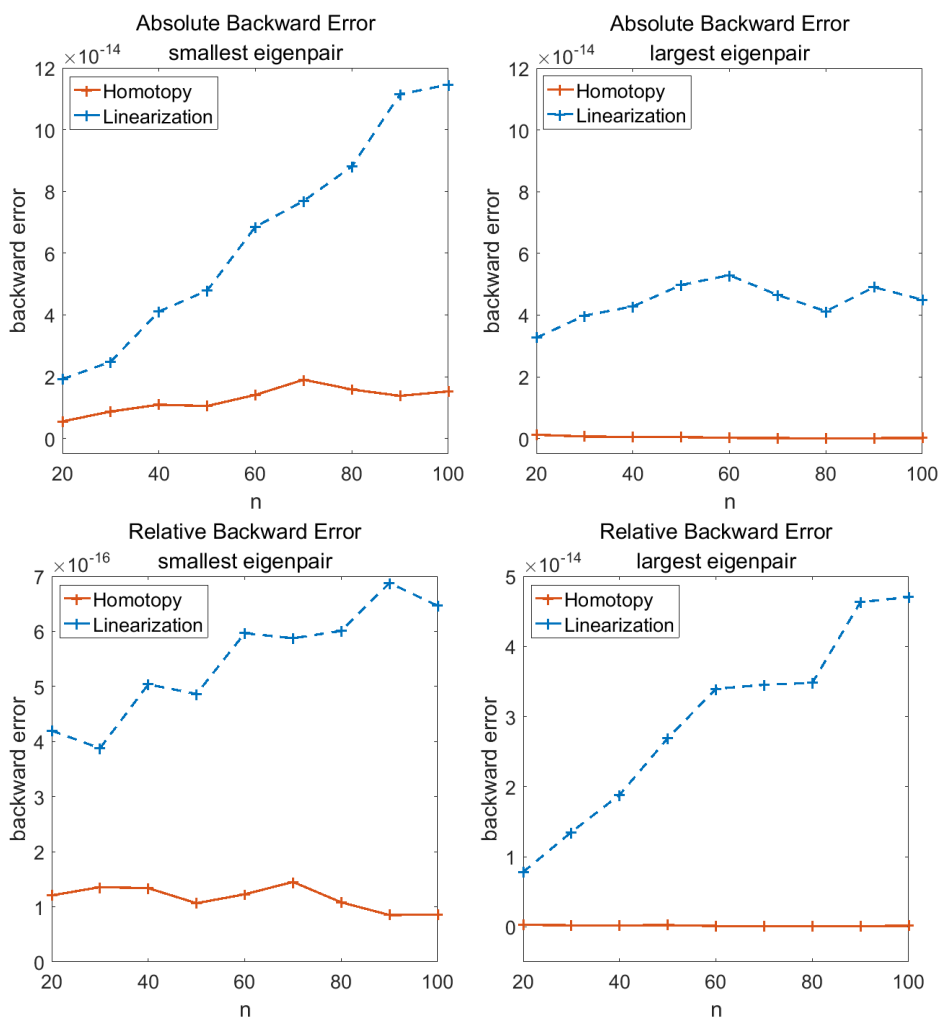 Absolute Backward Error
smallest eigenpair
×10-14
12
10
8
6
4
2
0
20
40
60
80
100
n
backward error
Homotopy
Linearization
Absolute Backward Error
largest eigenpair
×10-14
12
10
8
6
4
2
0
20
40
60
80
100
n
backward error
Homotopy
Linearization
Relative Backward Error
smallest eigenpair
×10-16
7
6
5
4
3
2
1
0
20
40
60
80
100
n
backward error
Homotopy
Linearization
Relative Backward Error
largest eigenpair
×10-14
5
4
3
2
1
0
20
40
60
80
100
n
backward error
Homotopy
Linearization